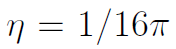 η = 1/16π